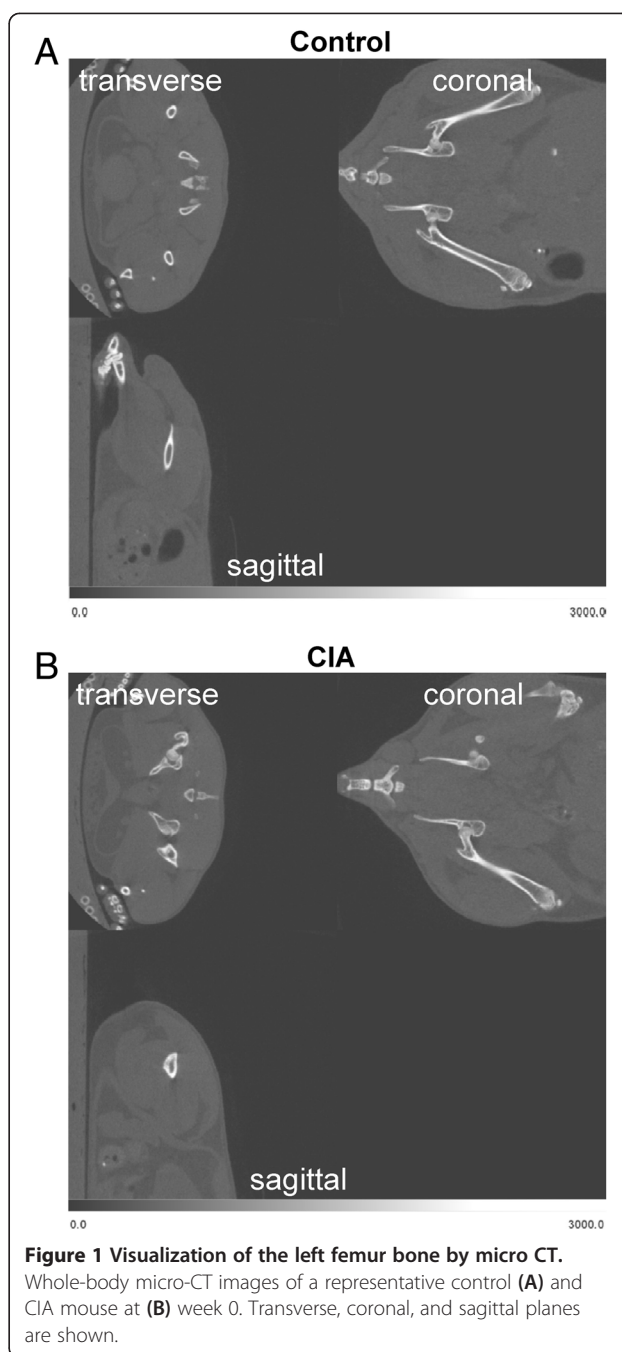 A
Control
transverse
coronal
sagittal
0.0
3000.0
B
CIA
transverse
coronal
sagittal
0.0
3000.0
Figure 1 Visualization of the left femur bone by micro CT.
Whole-body micro-CT images of a representative control (A) and
CIA mouse at (B) week 0. Transverse, coronal, and sagittal planes
are shown.